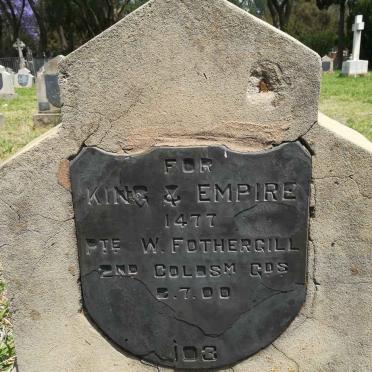 FOR
KING & EMPIRE
1477
PTE W. FOTHERGILL
2ND COLDSM GDS
5.7.00
103